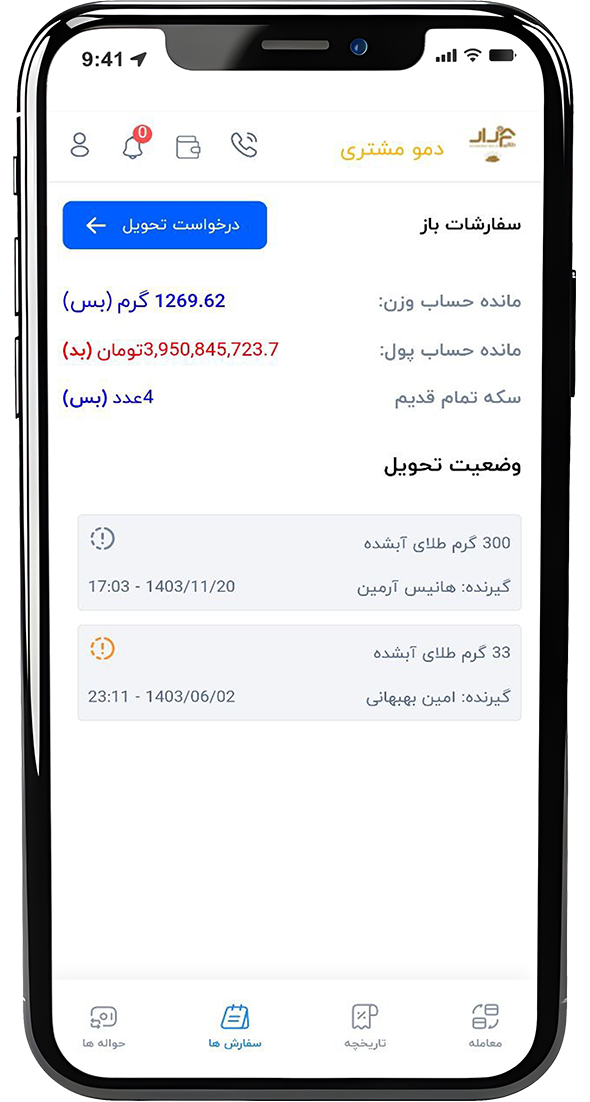 9:41
دمو مشتری
0
سفارشات باز
درخواست تحویل
مانده حساب وزن: 1269.62 گرم (بس)
مانده حساب پول: 3,950,845,723.7تومان (بد)
سکه تمام قدیم 4عدد (بس)
وضعیت تحویل
300 گرم طلای آبشده
گیرنده: هانیس آرمین 1403/11/20 - 17:03
33 گرم طلای آبشده
گیرنده: امین بهبهانی 1403/06/02 - 23:11
معامله
تاریخچه
سفارش ها
حواله ها